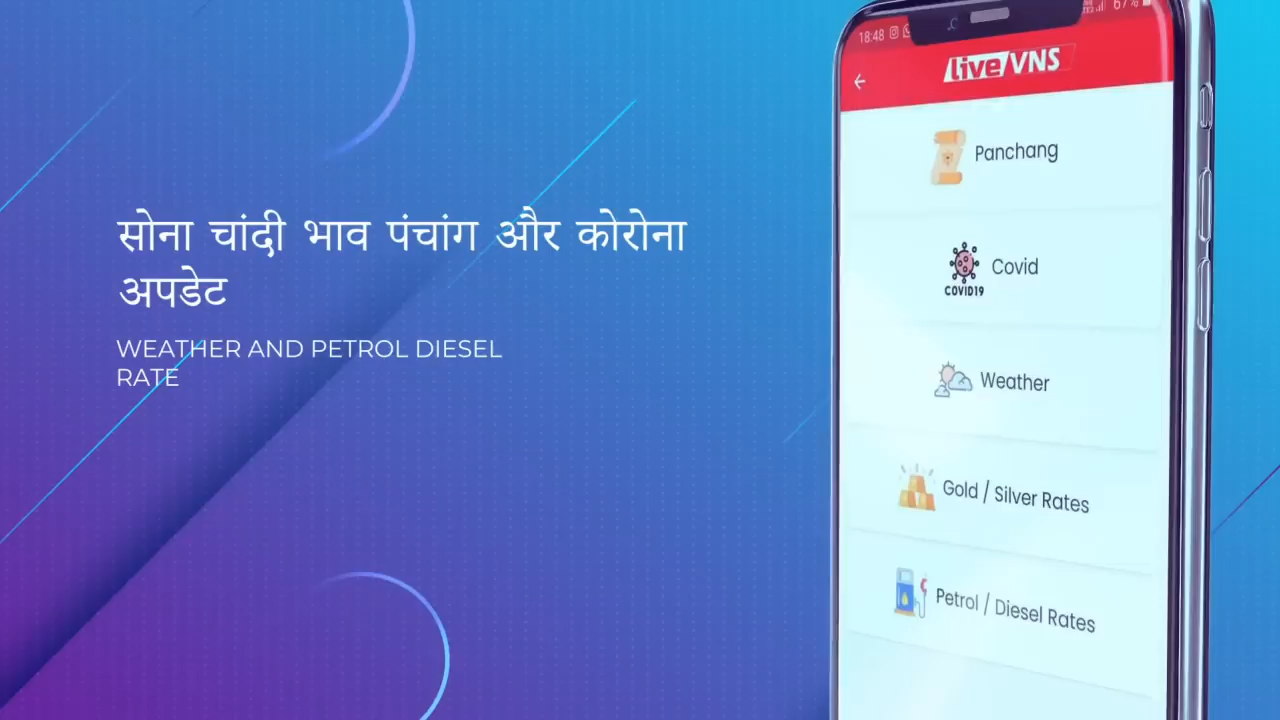 सोना चांदी भाव पंचांग और कोरोना
अपडेट
WEATHER AND PETROL DIESEL
RATE
18:48
67%
live VNS
Panchang
COVID19
Covid
Weather
Gold / Silver Rates
Petrol / Diesel Rates